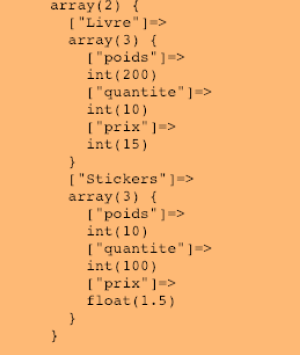 array(2) {
["Livre"]=>
array(3) {
["poids"]=>
int(200)
["quantite"]=>
int(10)
["prix"]=>
int(15)
}
["Stickers"]=>
array(3) {
["poids"]=>
int(10)
["quantite"]=>
int(100)
["prix"]=>
float(1.5)
}
}